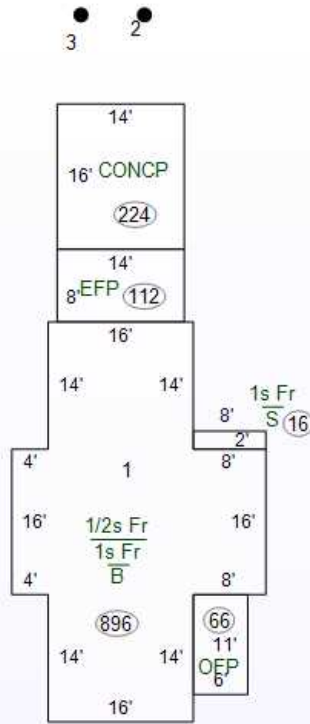 3 2
14'
16' CONCP
224
14'
8' EFP 112
16'
14' 14'
1s Fr
8' S 16
2'
4' 8'
1
16' 16'
1/2s Fr
1s Fr
B
4' 8'
896 66
11'
14' 14' OFP
6'
16'